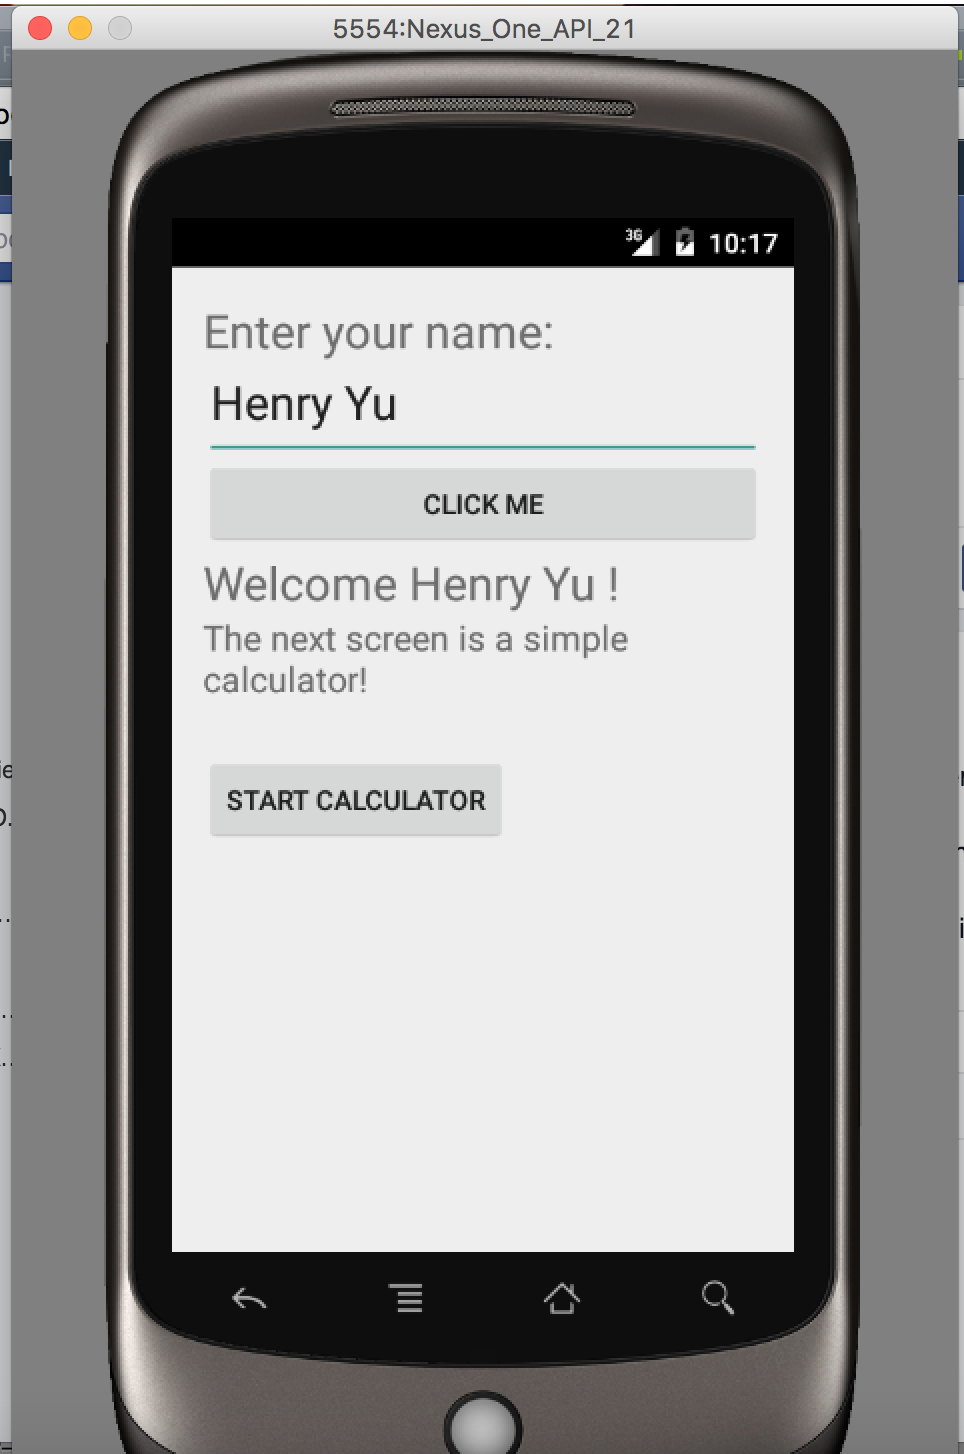 5554:Nexus_One_API_21
3G 10:17
Enter your name:
Henry Yu
CLICK ME
Welcome Henry Yu !
The next screen is a simple
calculator!
START CALCULATOR